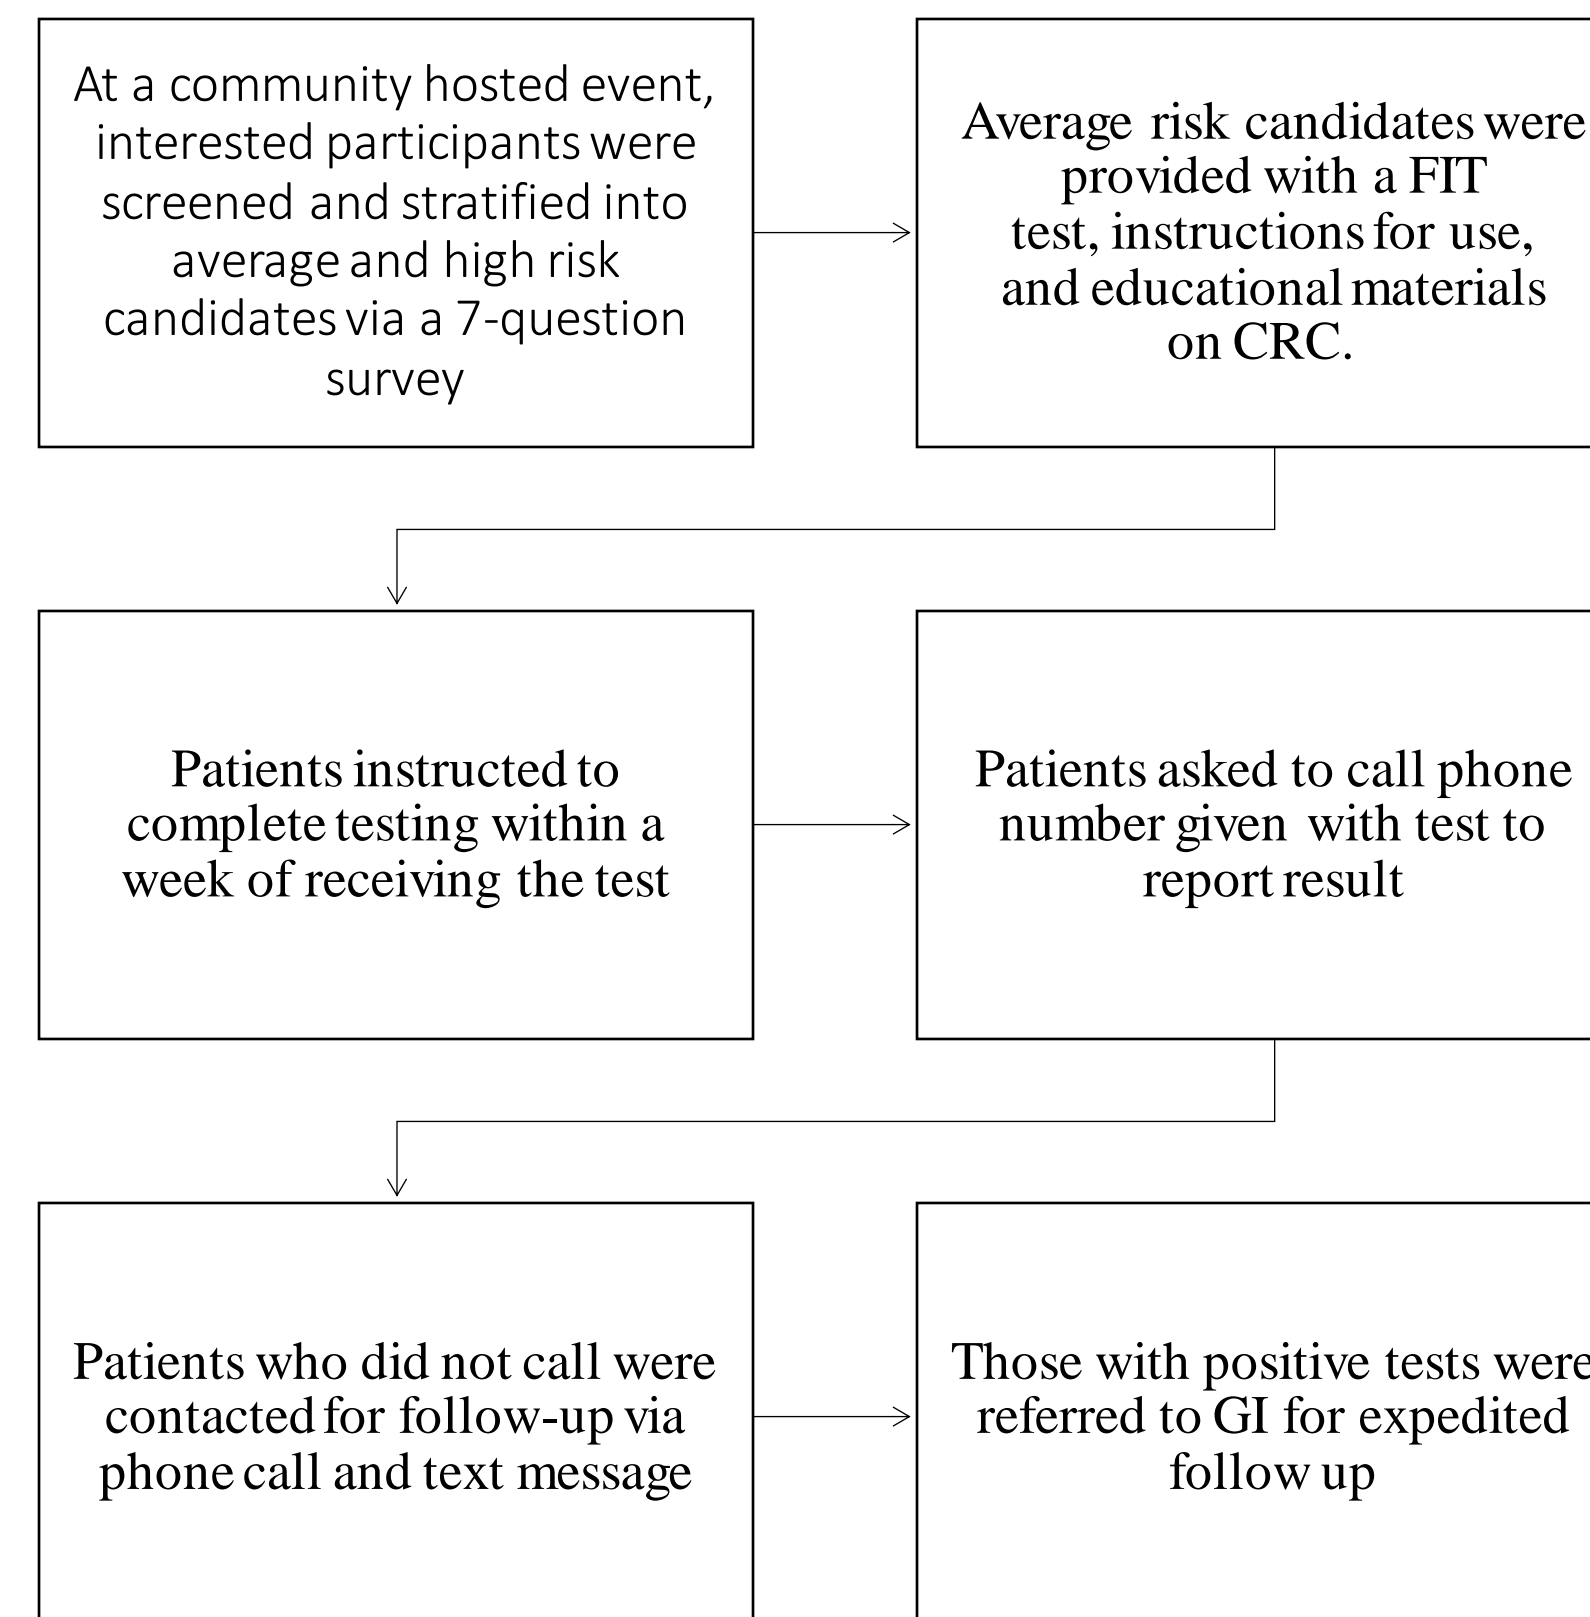 At a community hosted event,
interested participants were
screened and stratified into
average and high risk
candidates via a 7-question
survey
Average risk candidates were
provided with a FIT
test, instructions for use,
and educational materials
on CRC.
Patients instructed to
complete testing within a
week of receiving the test
Patients asked to call phone
number given with test to
report result
Patients who did not call were
contacted for follow-up via
phone call and text message
Those with positive tests were
referred to GI for expedited
follow up